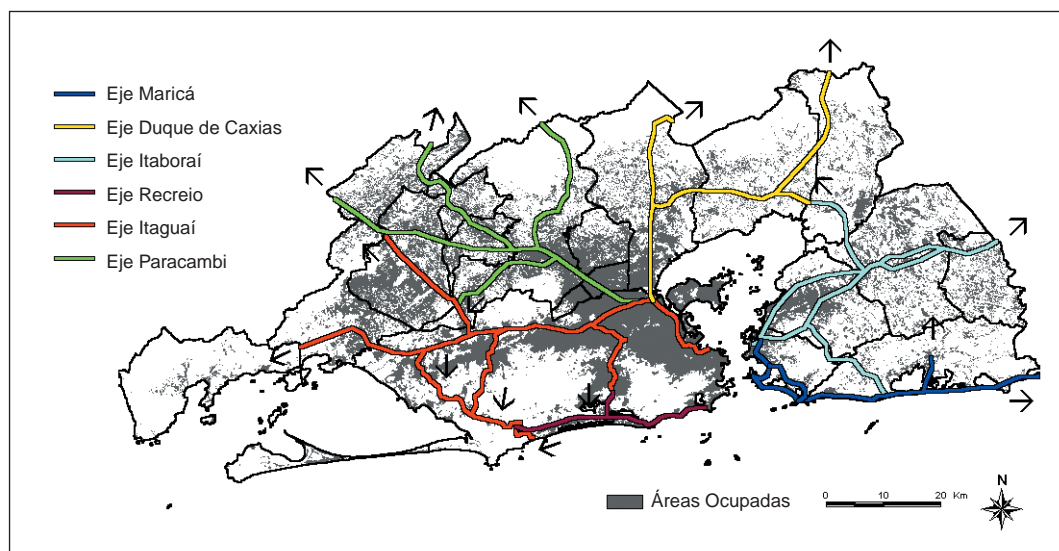 Eje Maricá
Eje Duque de Caxias
Eje Itaboraí
Eje Recreio
Eje Itaguaí
Eje Paracambi
Áreas Ocupadas
0 10 20 Km
N